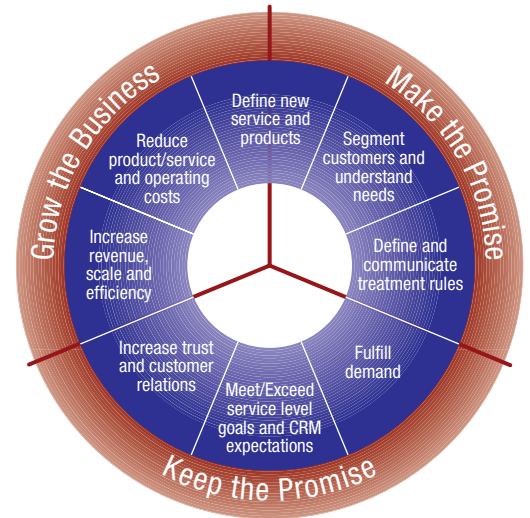 Grow the Business
Make the Promise
Keep the Promise
Define new
service and
products
Segment
customers and
understand
needs
Define and
communicate
treatment rules
Fulfill
demand
Meet/Exceed
service level
goals and CRM
expectations
Increase trust
and customer
relations
Increase
revenue,
scale and
efficiency
Reduce
product/service
and operating
costs